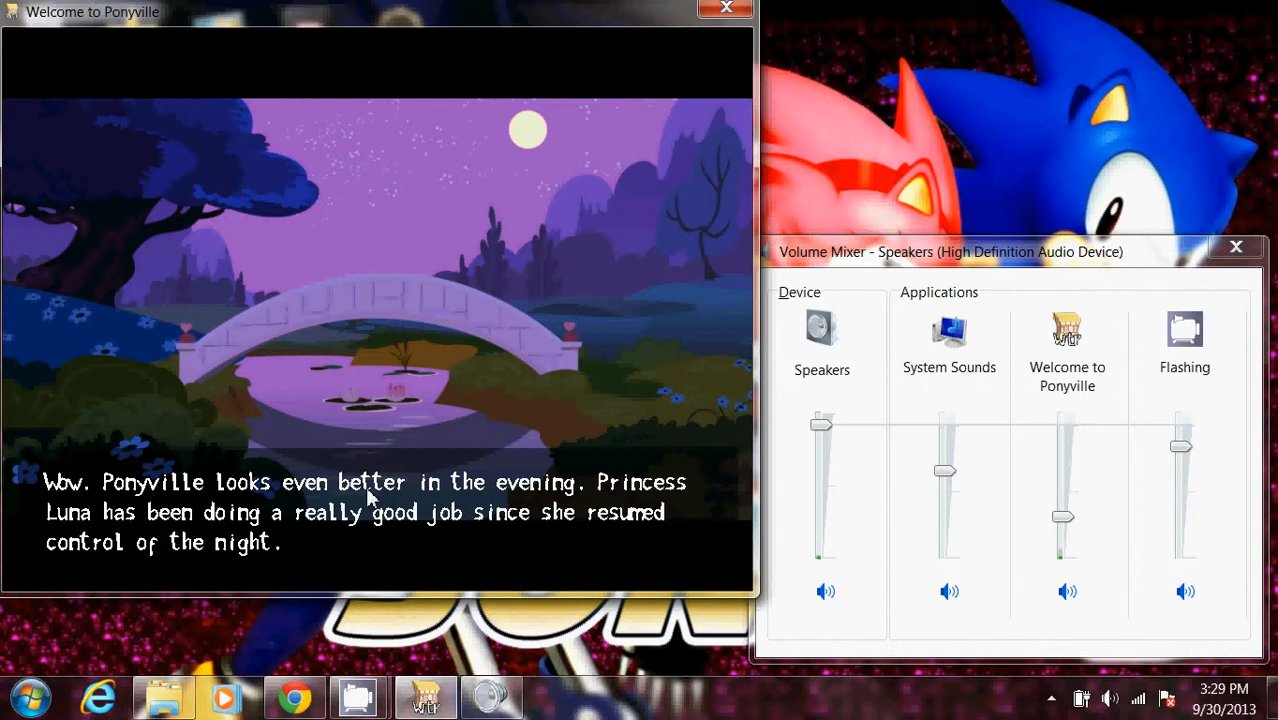 Welcome to Ponyville
Wow. Ponyville looks even better in the evening. Princess
Luna has been doing a really good job since she resumed
control of the night.
Volume Mixer - Speakers (High Definition Audio Device)
Device
Applications
Speakers
System Sounds
Welcome to
Ponyville
Flashing
wtr
wtr
3:29 PM
9/30/2013